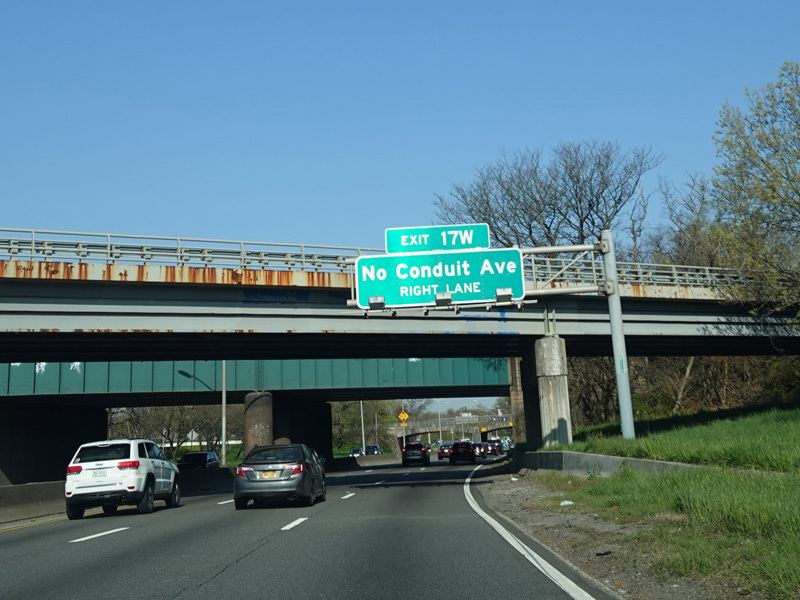 EXIT 17W
No Conduit Ave
RIGHT LANE